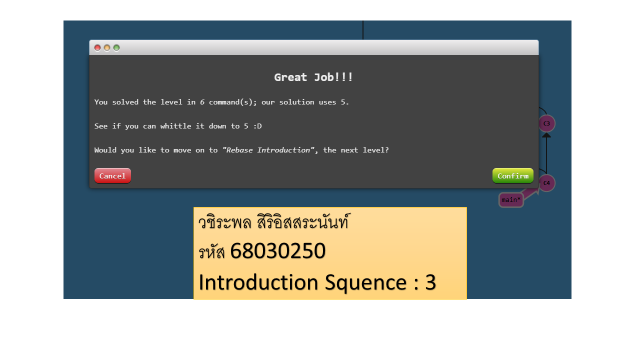 Great Job!!!
You solved the level in 6 command(s); our solution uses 5.
See if you can whittle it down to 5 :D
Would you like to move on to "Rebase Introduction", the next level?
Cancel
Confirm
C3
C4
main*
วชิระพล สิริอิสสระนันท์
รหัส 68030250
Introduction Squence : 3